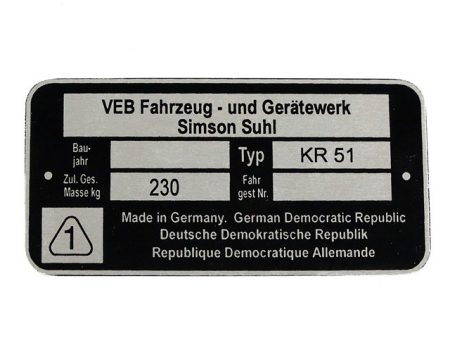 VEB Fahrzeug - und Gerätewerk
Simson Suhl
Bau-
jahr
Typ
KR 51
Zul. Ges.
Masse kg
230
Fahr
gest Nr.
1
Made in Germany. German Democratic Republic
Deutsche Demokratische Republik
Republique Democratique Allemande